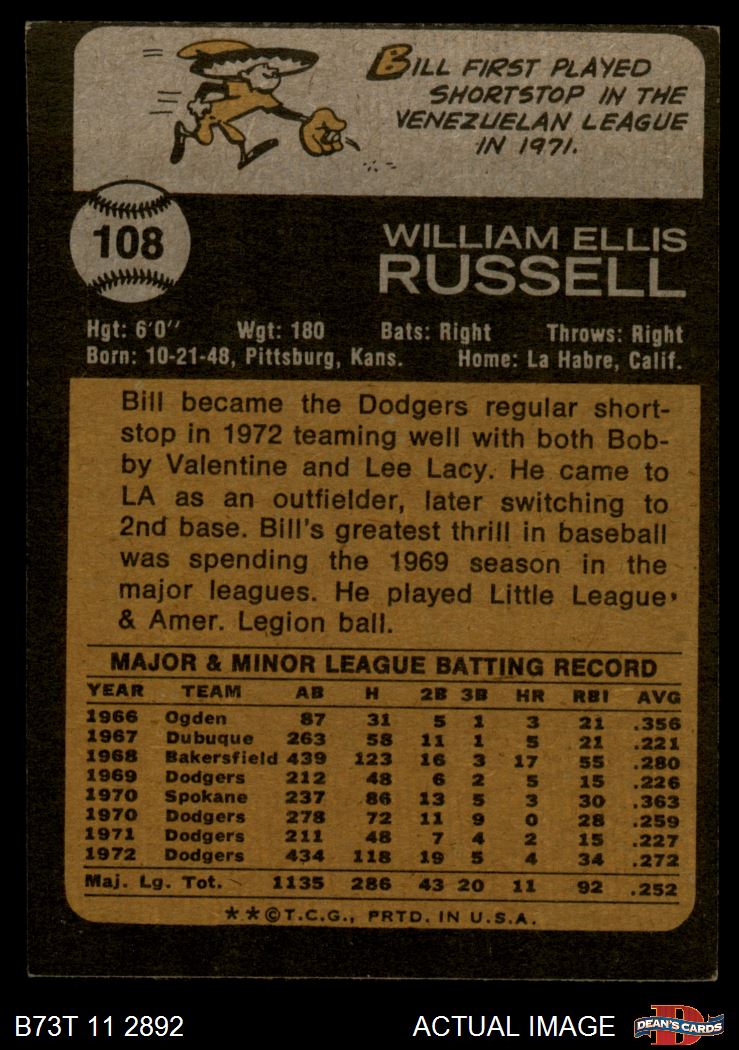 BILL FIRST PLAYED
SHORTSTOP IN THE
VENEZUELAN LEAGUE
IN 1971.
108
WILLIAM ELLIS
RUSSELL
Hgt: 6'0" Wgt: 180 Bats: Right Throws: Right
Born: 10-21-48, Pittsburg, Kans. Home: La Habre, Calif.
Bill became the Dodgers regular short-
stop in 1972 teaming well with both Bob-
by Valentine and Lee Lacy. He came to
LA as an outfielder, later switching to
2nd base. Bill's greatest thrill in baseball
was spending the 1969 season in the
major leagues. He played Little League
& Amer. Legion ball.
MAJOR & MINOR LEAGUE BATTING RECORD
YEAR TEAM AB H 2B 3B HR RBI AVG
1966 Ogden 87 31 5 1 3 21 .356
1967 Dubuque 263 58 11 1 5 21 .221
1968 Bakersfield 439 123 16 3 17 55 .280
1969 Dodgers 212 48 6 2 5 15 .226
1970 Spokane 237 86 13 5 3 30 .363
1970 Dodgers 278 72 11 9 0 28 .259
1971 Dodgers 211 48 7 4 2 15 .227
1972 Dodgers 434 118 19 5 4 34 .272
Maj. Lg. Tot. 1135 286 43 20 11 92 .252
**©T.C.G., PRTD. IN U.S.A.
B73T 11 2892 ACTUAL IMAGE D DEAN'S CARDS